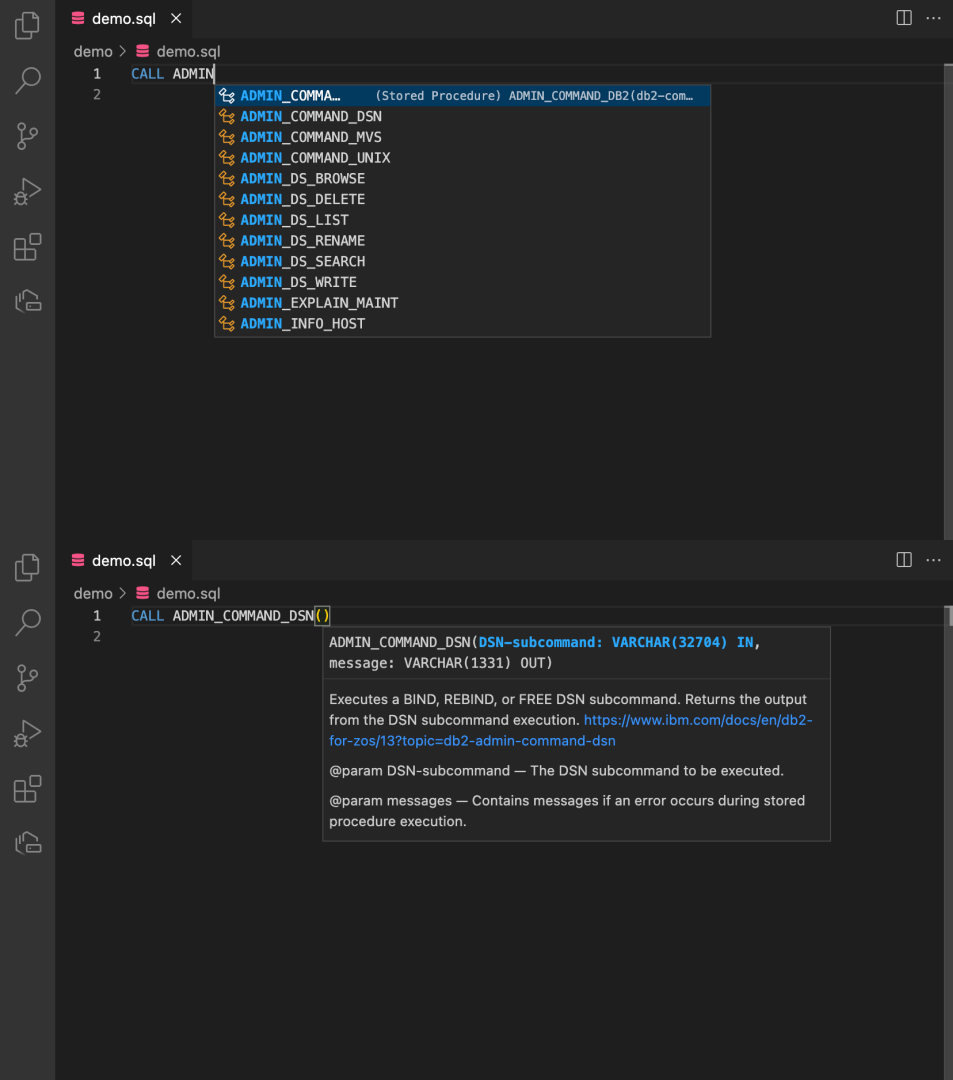 demo.sql
demo > demo.sql
1 CALL ADMIN
2
ADMIN_COMMA… (Stored Procedure) ADMIN_COMMAND_DB2(db2-com…
ADMIN_COMMAND_DSN
ADMIN_COMMAND_MVS
ADMIN_COMMAND_UNIX
ADMIN_DS_BROWSE
ADMIN_DS_DELETE
ADMIN_DS_LIST
ADMIN_DS_RENAME
ADMIN_DS_SEARCH
ADMIN_DS_WRITE
ADMIN_EXPLAIN_MAINT
ADMIN_INFO_HOST
demo.sql
demo > demo.sql
1 CALL ADMIN_COMMAND_DSN()
2
ADMIN_COMMAND_DSN(DSN-subcommand: VARCHAR(32704) IN,
message: VARCHAR(1331) OUT)
Executes a BIND, REBIND, or FREE DSN subcommand. Returns the output
from the DSN subcommand execution. https://www.ibm.com/docs/en/db2-
for-zos/13?topic=db2-admin-command-dsn
@param DSN-subcommand — The DSN subcommand to be executed.
@param messages — Contains messages if an error occurs during stored
procedure execution.